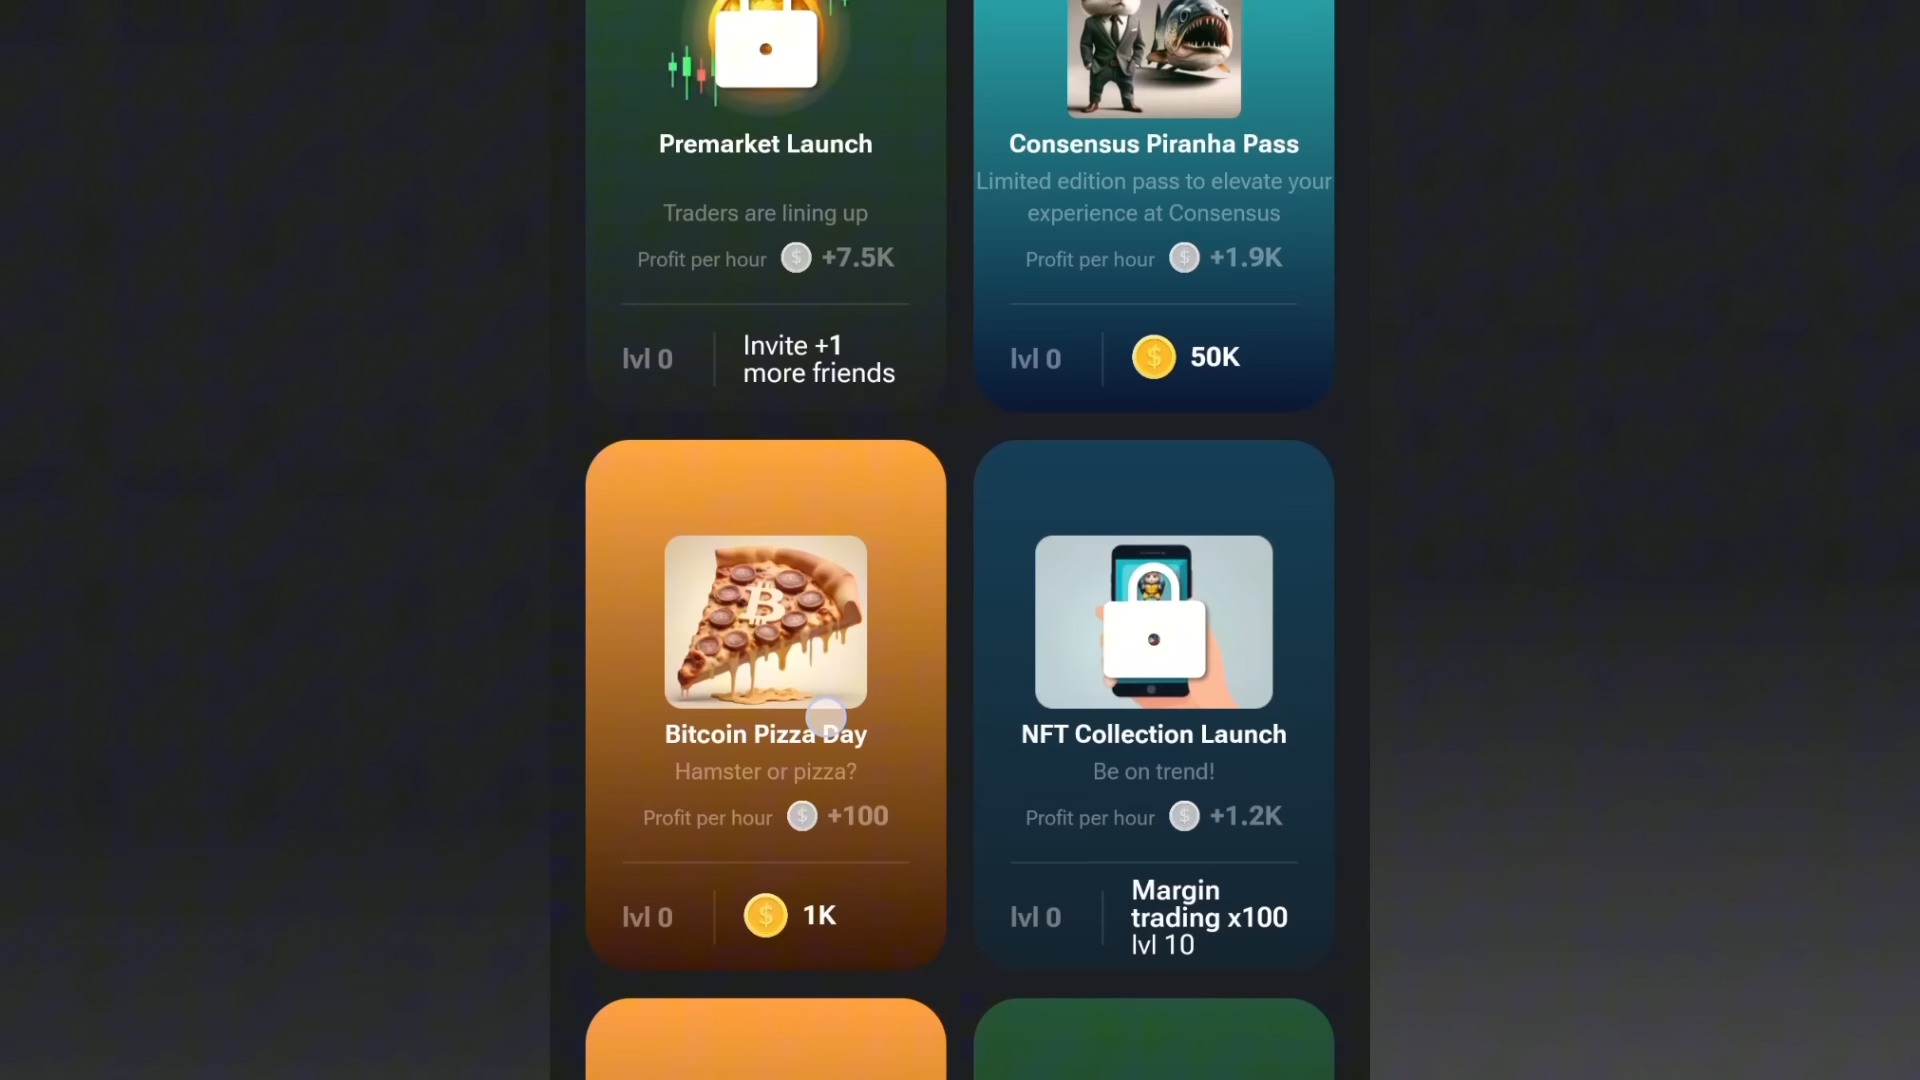 Premarket Launch
Traders are lining up
Profit per hour $ +7.5K
lvl 0
Invite +1
more friends
Consensus Piranha Pass
Limited edition pass to elevate your
experience at Consensus
Profit per hour $ +1.9K
lvl 0
$ 50K
Bitcoin Pizza Day
Hamster or pizza?
Profit per hour $ +100
lvl 0
$ 1K
NFT Collection Launch
Be on trend!
Profit per hour $ +1.2K
lvl 0
Margin
trading x100
lvl 10